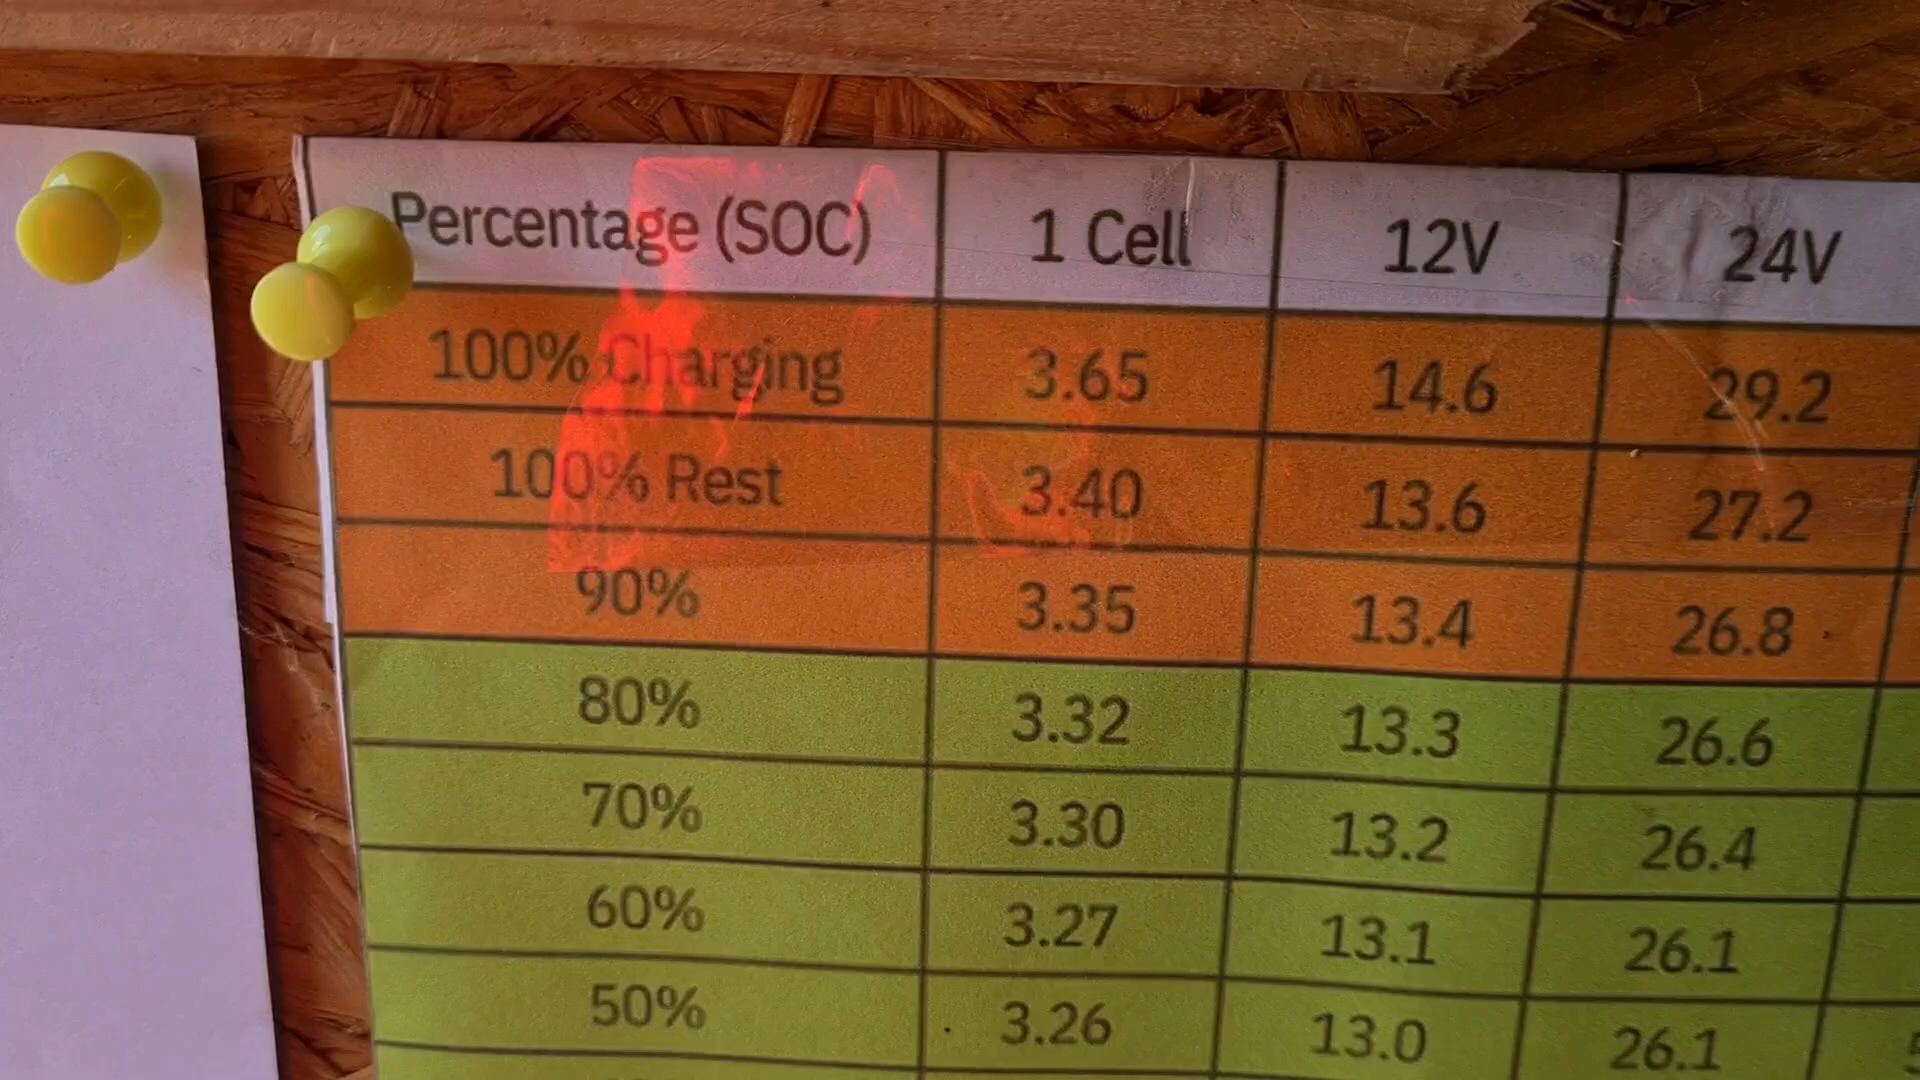 Percentage (SOC) 1 Cell 12V 24V
100% Charging 3.65 14.6 29.2
100% Rest 3.40 13.6 27.2
90% 3.35 13.4 26.8
80% 3.32 13.3 26.6
70% 3.30 13.2 26.4
60% 3.27 13.1 26.1
50% 3.26 13.0 26.1